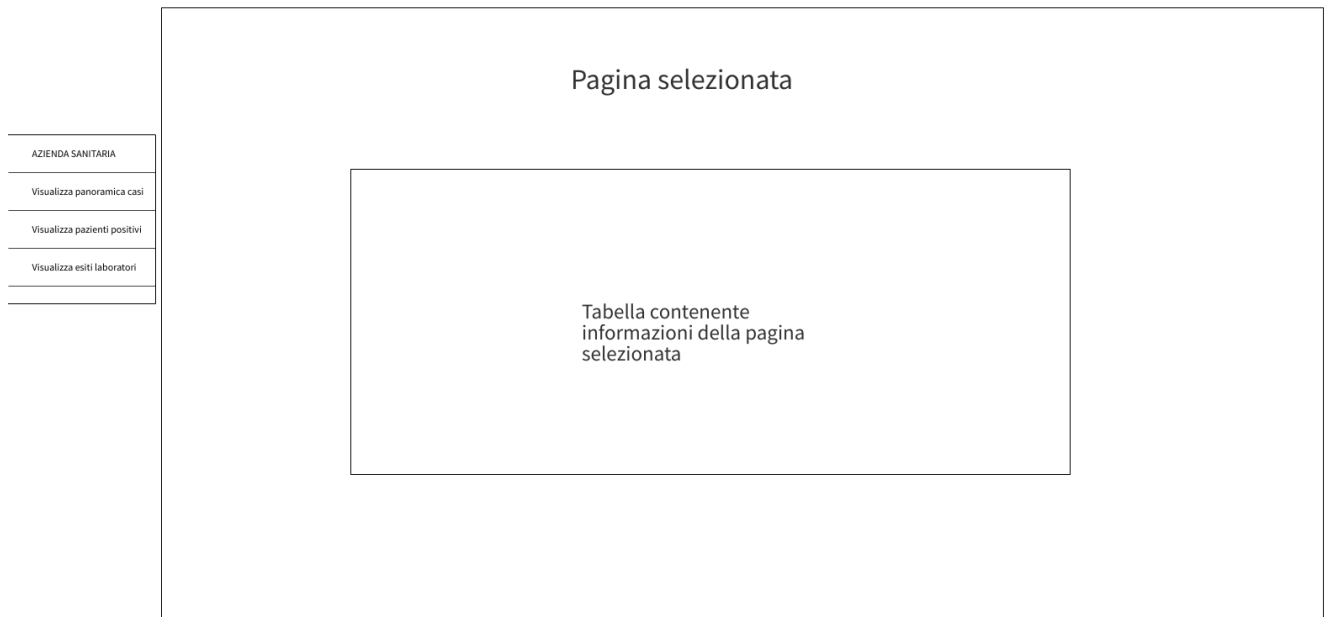 Pagina selezionata
AZIENDA SANITARIA
Visualizza panoramica casi
Visualizza pazienti positivi
Visualizza esiti laboratori
Tabella contenente
informazioni della pagina
selezionata